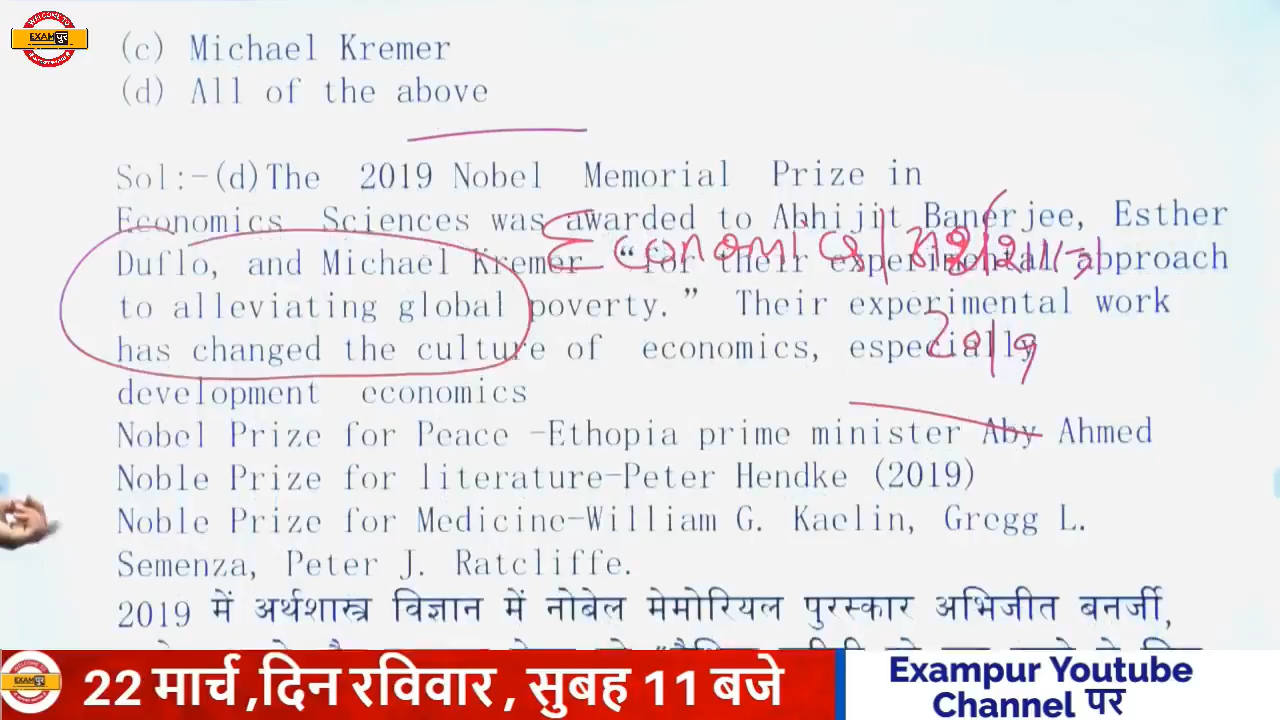 WELCOME TO
EXAMपुर
(c) Michael Kremer
(d) All of the above
Sol:-(d)The 2019 Nobel Memorial Prize in
Economics Sciences was awarded to Abhijit Banerjee, Esther
Duflo, and Michael Kremer “for their experimental approach
Economics
to alleviating global poverty.” Their experimental work
has changed the culture of economics, especially
2019
development economics
Nobel Prize for Peace -Ethopia prime minister Aby Ahmed
Noble Prize for literature-Peter Hendke (2019)
Noble Prize for Medicine-William G. Kaelin, Gregg L.
Semenza, Peter J. Ratcliffe.
2019 में अर्थशास्त्र विज्ञान में नोबेल मेमोरियल पुरस्कार अभिजीत बनर्जी,
EXAMपुर
22 मार्च ,दिन रविवार , सुबह 11 बजे
Exampur Youtube
Channel पर